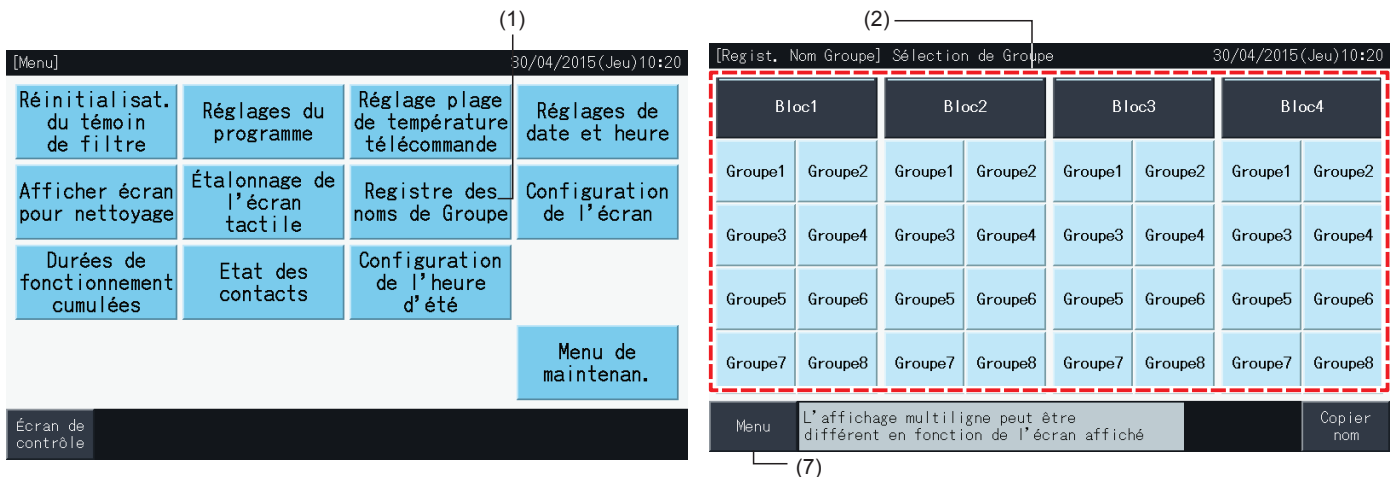 (1)
[Menu] 30/04/2015(Jeu)10:20
Réinitialisat.
du témoin
de filtre
Réglages du
programme
Réglage plage
de température
télécommande
Réglages de
date et heure
Afficher écran
pour nettoyage
Étalonnage de
l'écran
tactile
Registre des
noms de Groupe
Configuration
de l'écran
Durées de
fonctionnement
cumulées
Etat des
contacts
Configuration
de l'heure
d'été
Menu de
maintenan.
Écran de
contrôle
(2)
[Regist. Nom Groupe] Sélection de Groupe 30/04/2015(Jeu)10:20
Bloc1 Bloc2 Bloc3 Bloc4
Groupe1 Groupe2 Groupe1 Groupe2 Groupe1 Groupe2 Groupe1 Groupe2
Groupe3 Groupe4 Groupe3 Groupe4 Groupe3 Groupe4 Groupe3 Groupe4
Groupe5 Groupe6 Groupe5 Groupe6 Groupe5 Groupe6 Groupe5 Groupe6
Groupe7 Groupe8 Groupe7 Groupe8 Groupe7 Groupe8 Groupe7 Groupe8
Menu
L'affichage multiligne peut être
différent en fonction de l'écran affiché
Copier
nom
(7)